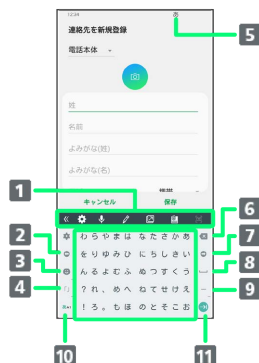 12:34 あ
5
連絡先を新規登録
電話本体
姓
名前
よみがな(姓)
よみがな(名)
携帯
キャンセル 保存
1
わ ら や ま は な た さ か あ
6
2
を り ゆ み ひ に ち し き い
7
3
ん る よ む ふ ぬ つ す く う
8
4
? れ 、 め へ ね て せ け え
9
! ろ 。 も ほ の と そ こ お
10
11